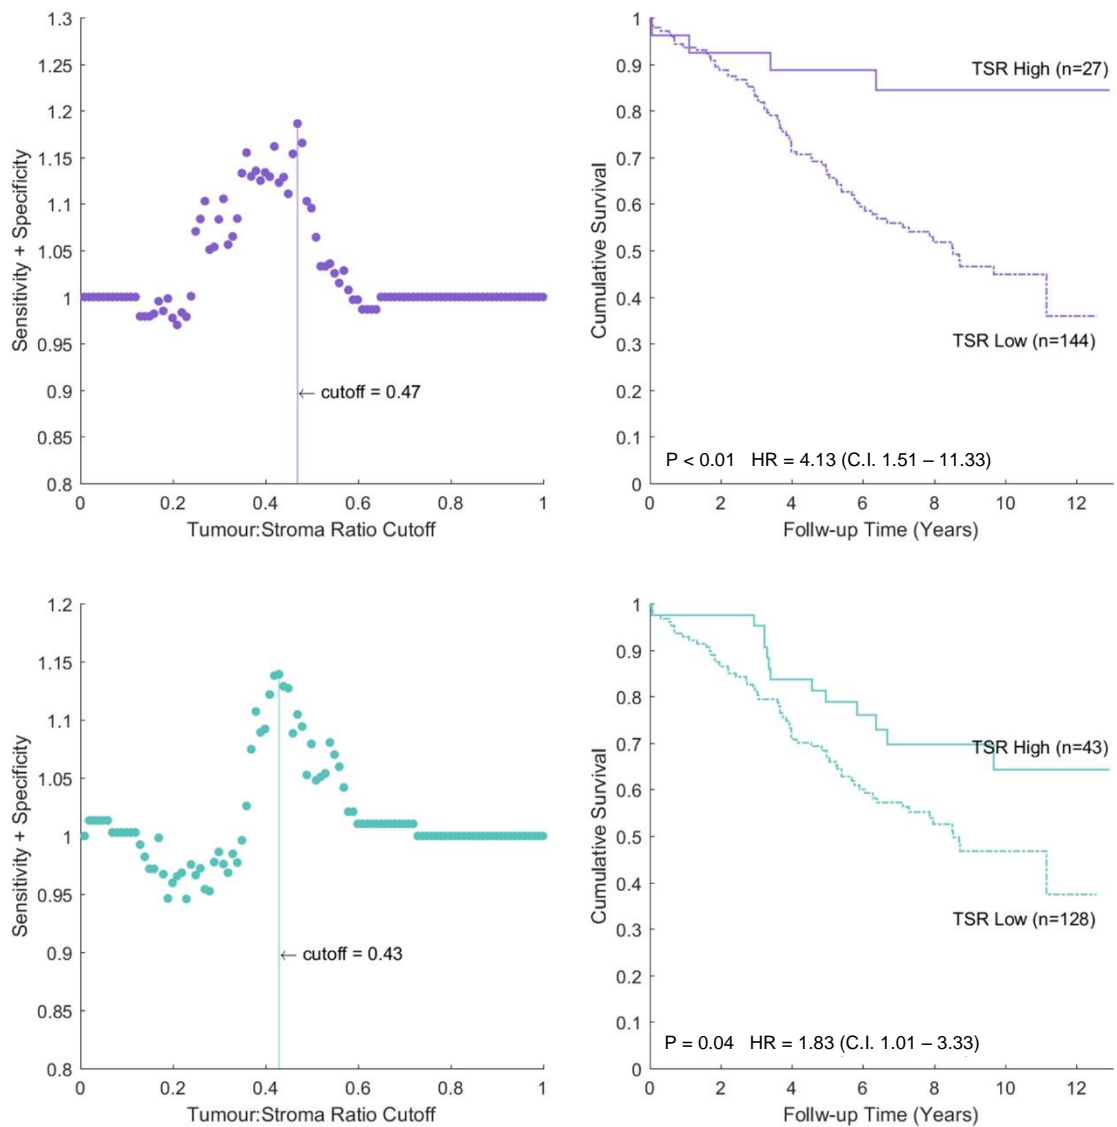 1.3
1.25
1.2
1.15
1.1
1.05
1
0.95
0.9
0.85
0.8
Sensitivity + Specificity
← cutoff = 0.47
0 0.2 0.4 0.6 0.8 1
Tumour:Stroma Ratio Cutoff
1
0.9
0.8
0.7
0.6
0.5
0.4
0.3
0.2
0.1
0
Cumulative Survival
TSR High (n=27)
TSR Low (n=144)
P < 0.01 HR = 4.13 (C.I. 1.51 – 11.33)
0 2 4 6 8 10 12
Follw-up Time (Years)
1.2
1.15
1.1
1.05
1
0.95
0.9
0.85
0.8
Sensitivity + Specificity
← cutoff = 0.43
0 0.2 0.4 0.6 0.8 1
Tumour:Stroma Ratio Cutoff
1
0.9
0.8
0.7
0.6
0.5
0.4
0.3
0.2
0.1
0
Cumulative Survival
TSR High (n=43)
TSR Low (n=128)
P = 0.04 HR = 1.83 (C.I. 1.01 – 3.33)
0 2 4 6 8 10 12
Follw-up Time (Years)